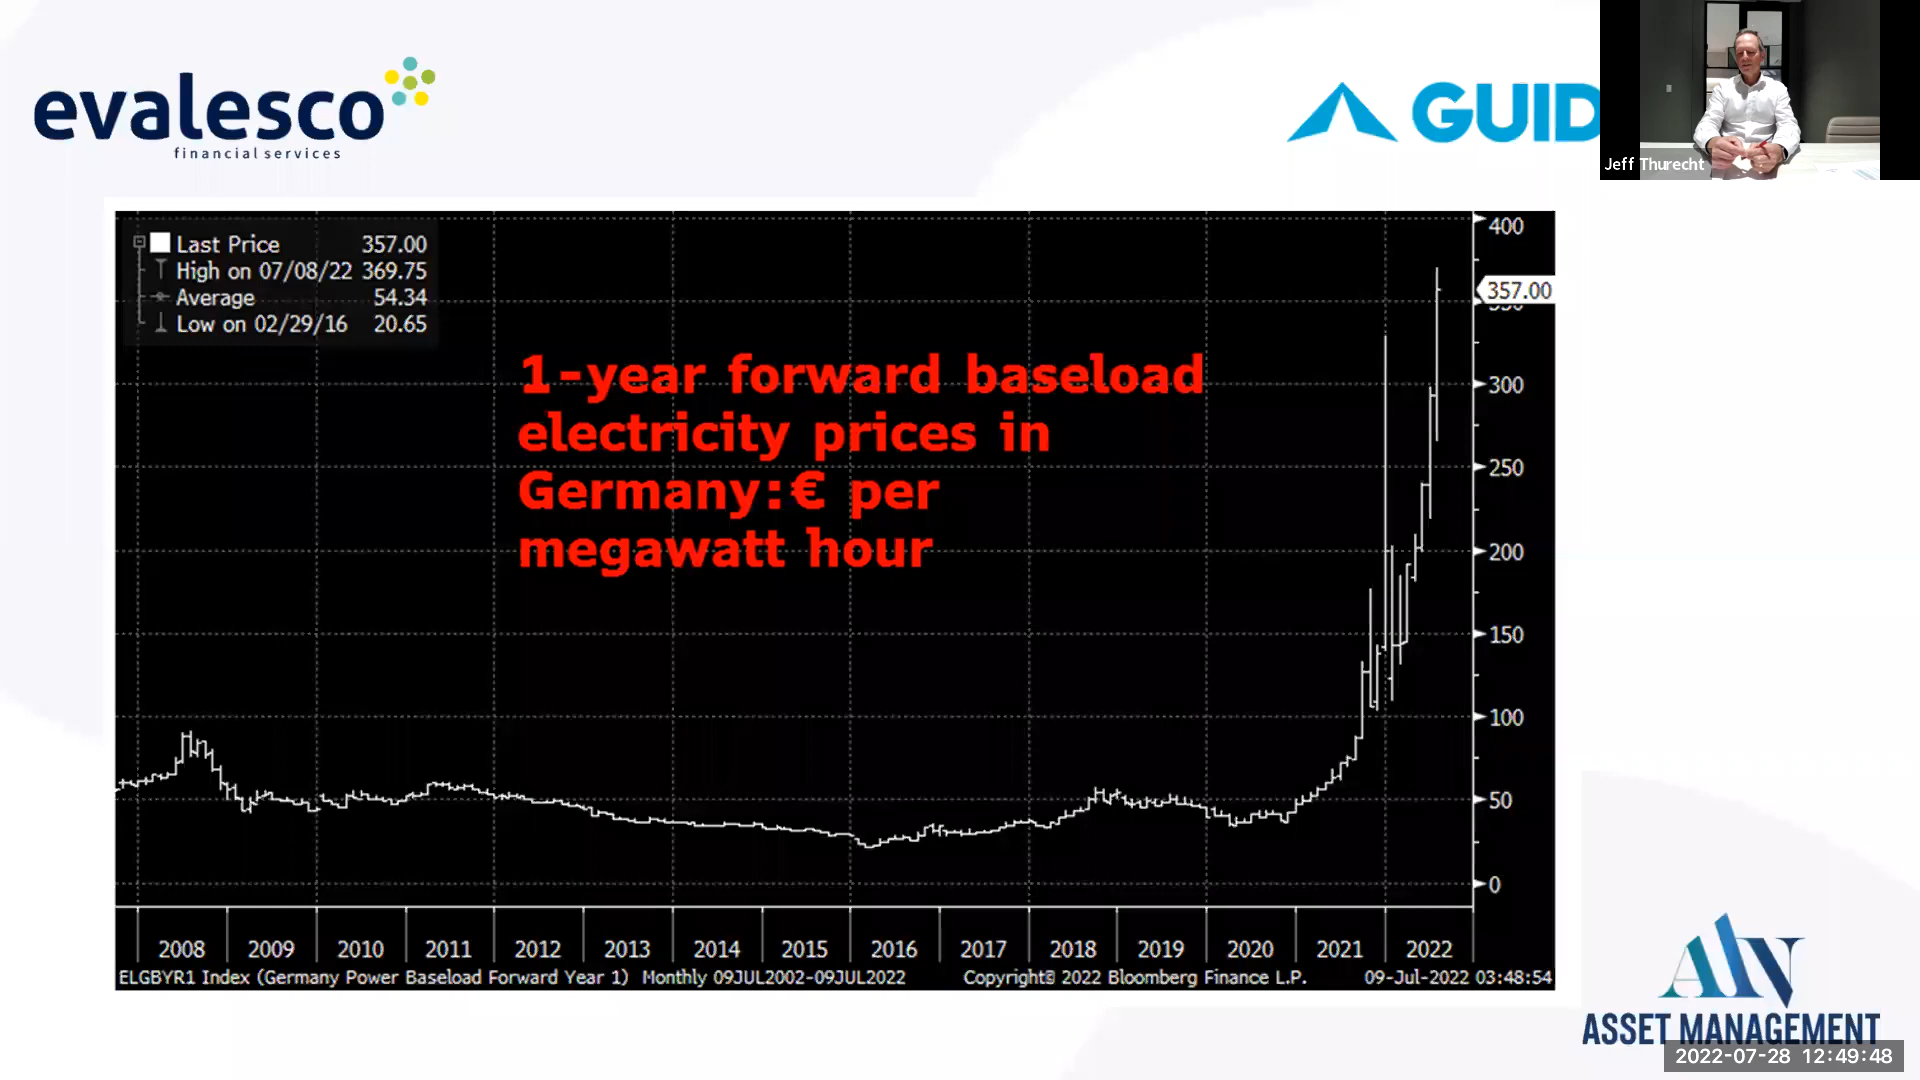 evalesco
financial services
GUID
Jeff Thurecht
Last Price 357.00
High on 07/08/22 369.75
Average 54.34
Low on 02/29/16 20.65
1-year forward baseload
electricity prices in
Germany:€ per
megawatt hour
400
357.00
350
300
250
200
150
100
50
0
2008 2009 2010 2011 2012 2013 2014 2015 2016 2017 2018 2019 2020 2021 2022
ELGBYR1 Index (Germany Power Baseload Forward Year 1) Monthly 09JUL2002-09JUL2022 Copyright© 2022 Bloomberg Finance L.P. 09-Jul-2022 03:48:54
ASSET MANAGEMENT
2022-07-28 12:49:48